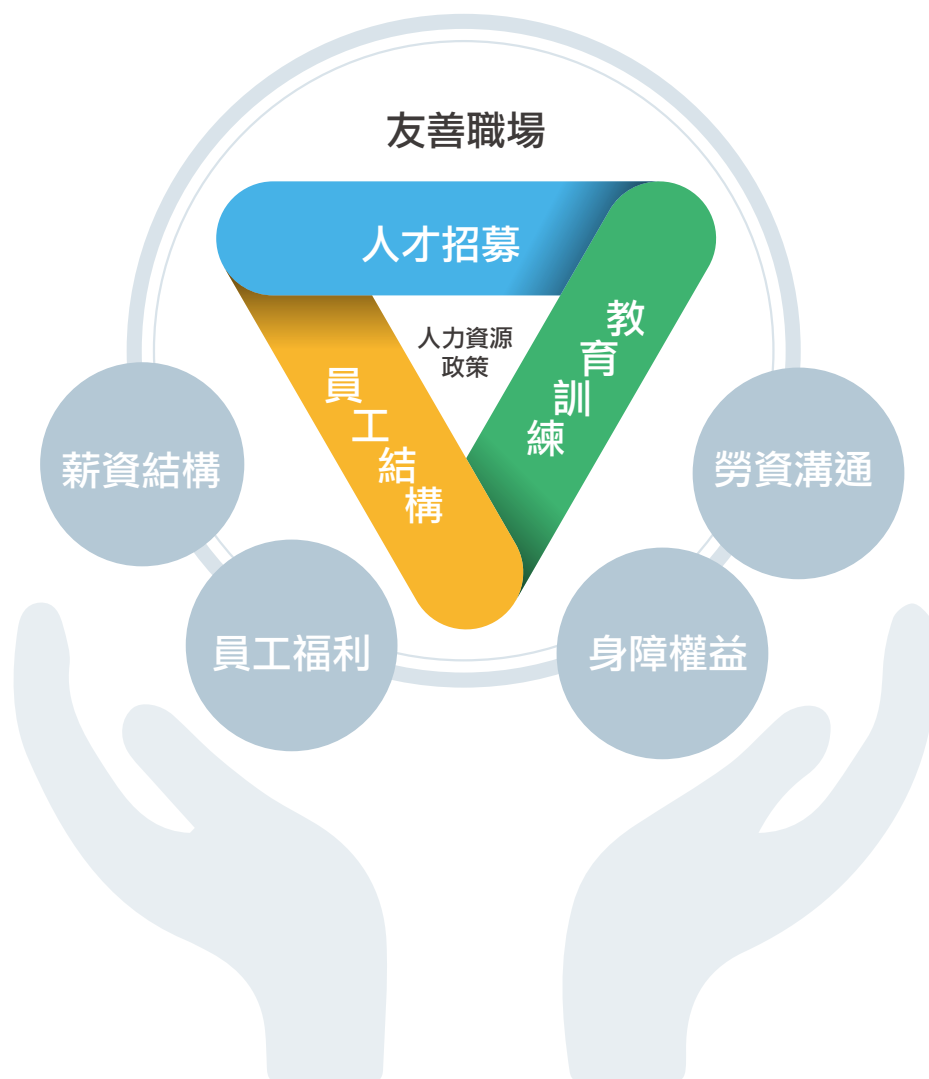 友善職場
人才招募
教育訓練
人力資源
政策
員工結構
薪資結構
勞資溝通
員工福利
身障權益